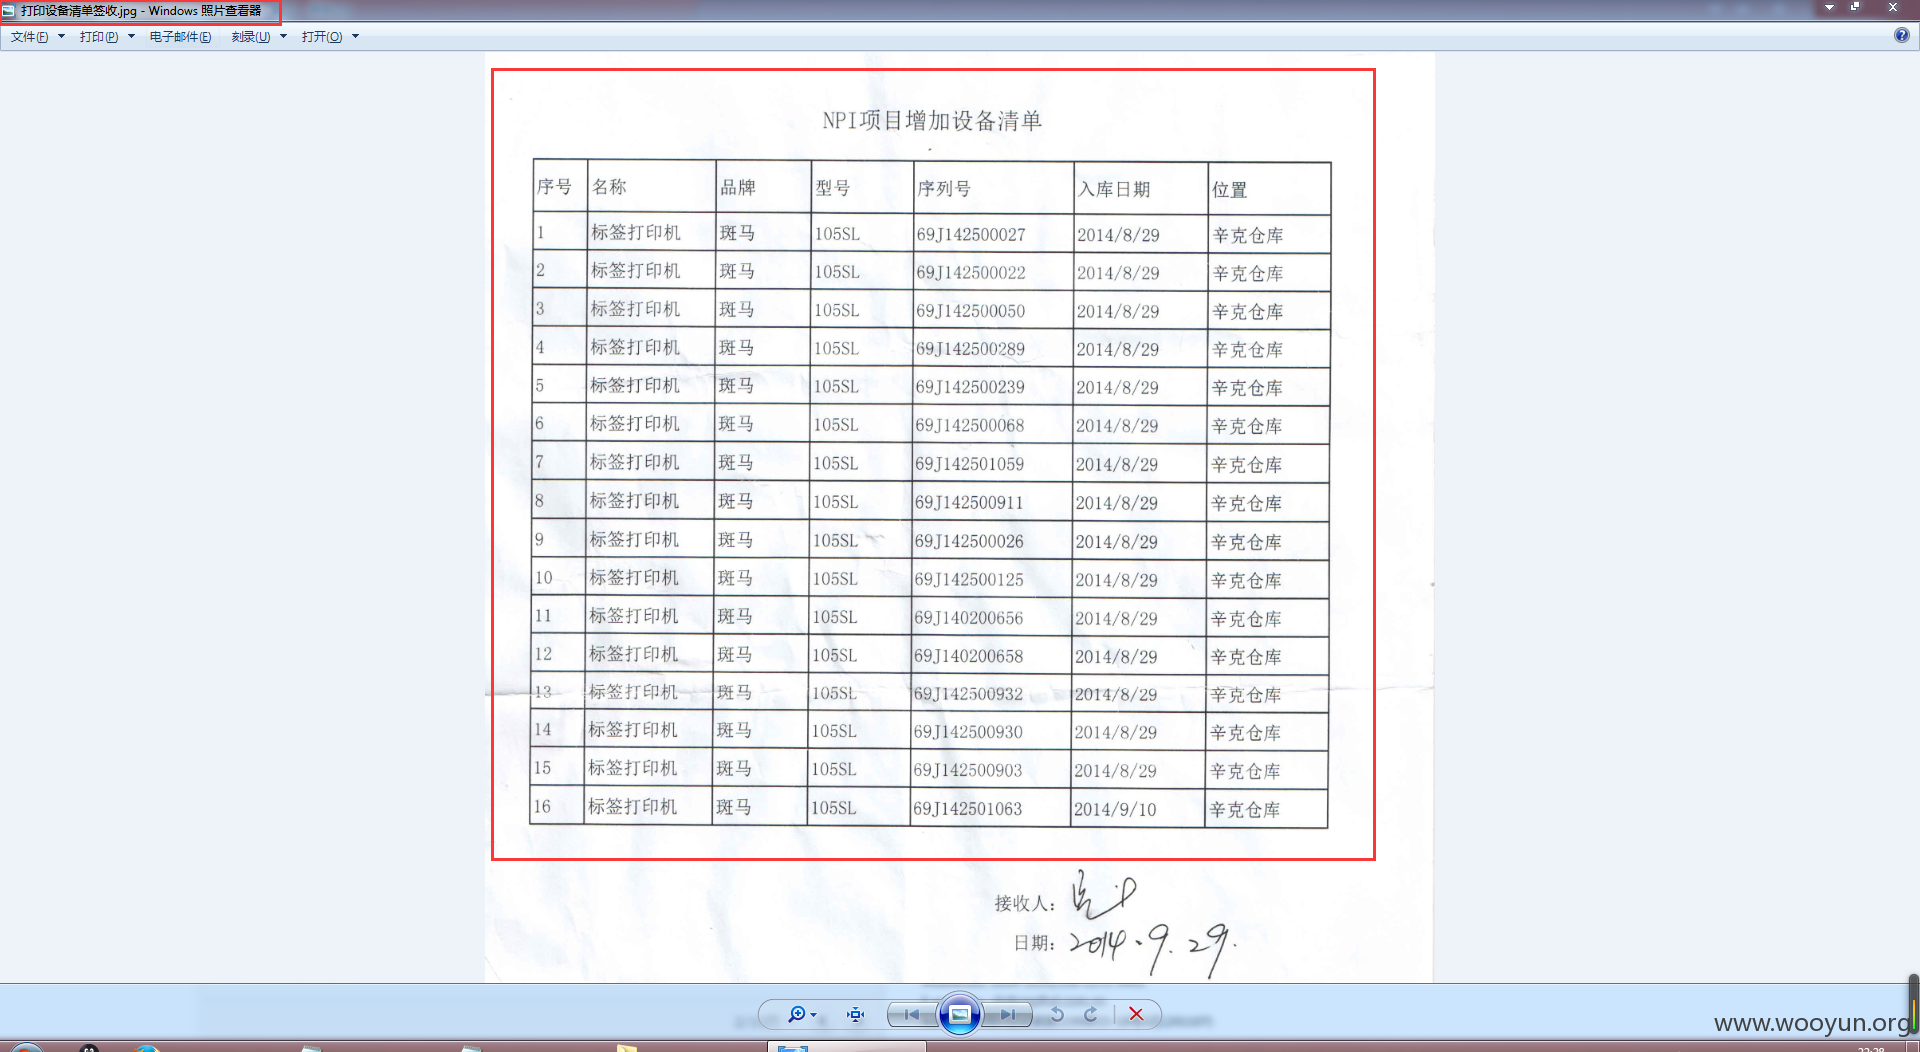 打印设备清单签收.jpg - Windows 照片查看器
文件(F) 打印(P) 电子邮件(E) 刻录(U) 打开(O)
NPI项目增加设备清单
序号 名称 品牌 型号 序列号 入库日期 位置
1 标签打印机 斑马 105SL 69J142500027 2014/8/29 辛克仓库
2 标签打印机 斑马 105SL 69J142500022 2014/8/29 辛克仓库
3 标签打印机 斑马 105SL 69J142500050 2014/8/29 辛克仓库
4 标签打印机 斑马 105SL 69J142500289 2014/8/29 辛克仓库
5 标签打印机 斑马 105SL 69J142500239 2014/8/29 辛克仓库
6 标签打印机 斑马 105SL 69J142500068 2014/8/29 辛克仓库
7 标签打印机 斑马 105SL 69J142501059 2014/8/29 辛克仓库
8 标签打印机 斑马 105SL 69J142500911 2014/8/29 辛克仓库
9 标签打印机 斑马 105SL 69J142500026 2014/8/29 辛克仓库
10 标签打印机 斑马 105SL 69J142500125 2014/8/29 辛克仓库
11 标签打印机 斑马 105SL 69J140200656 2014/8/29 辛克仓库
12 标签打印机 斑马 105SL 69J140200658 2014/8/29 辛克仓库
13 标签打印机 斑马 105SL 69J142500932 2014/8/29 辛克仓库
14 标签打印机 斑马 105SL 69J142500930 2014/8/29 辛克仓库
15 标签打印机 斑马 105SL 69J142500903 2014/8/29 辛克仓库
16 标签打印机 斑马 105SL 69J142501063 2014/9/10 辛克仓库
接收人:
日期: 2014.9.29.
www.wooyun.org